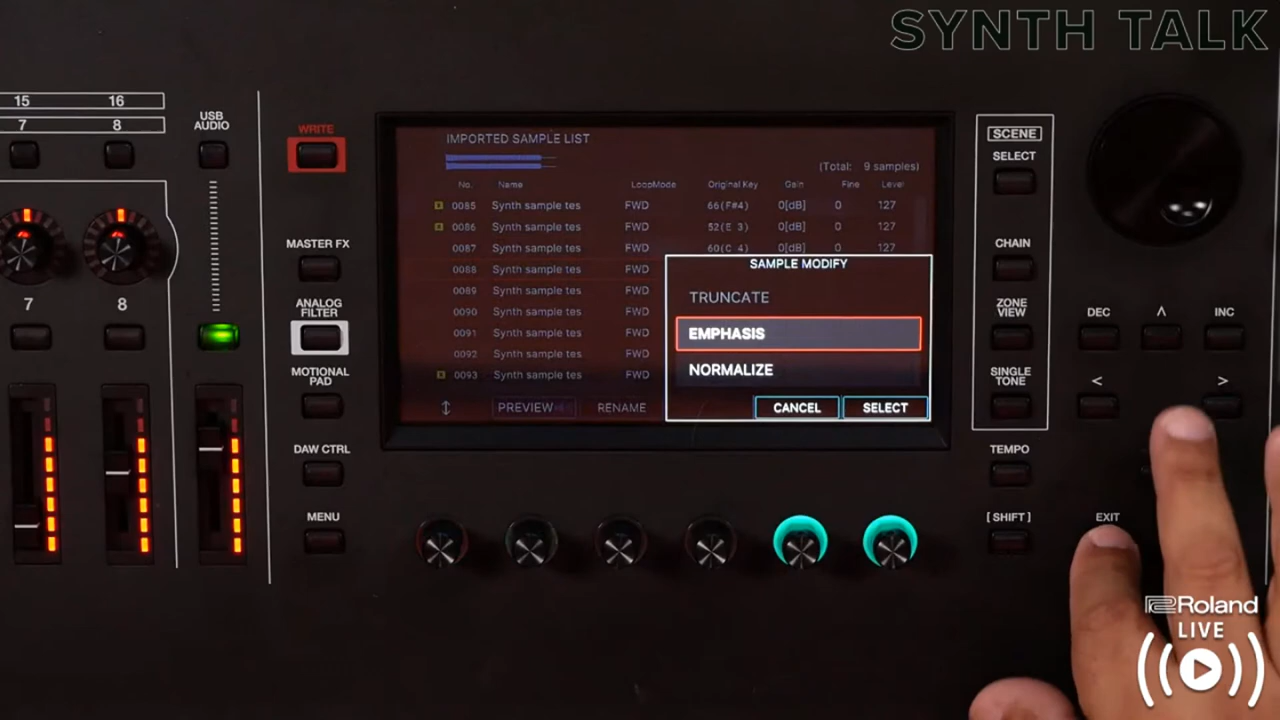 SYNTH TALK
15 16
7 8
USB
AUDIO
WRITE
MASTER FX
ANALOG
FILTER
MOTIONAL
PAD
DAW CTRL
MENU
7 8
IMPORTED SAMPLE LIST
(Total: 9 samples)
No. Name LoopMode Original Key Gain Fine Level
0085 Synth sample tes FWD 66(F#4) 0[dB] 0 127
0086 Synth sample tes FWD 52(E 3) 0[dB] 0 127
0087 Synth sample tes FWD 60(C 4) 0[dB] 0 127
0088 Synth sample tes FWD
0089 Synth sample tes FWD
0090 Synth sample tes FWD
0091 Synth sample tes FWD
0092 Synth sample tes FWD
0093 Synth sample tes FWD
PREVIEW RENAME
SAMPLE MODIFY
TRUNCATE
EMPHASIS
NORMALIZE
CANCEL SELECT
SCENE
SELECT
CHAIN
ZONE
VIEW
SINGLE
TONE
TEMPO
[SHIFT]
DEC INC
EXIT
Roland
LIVE